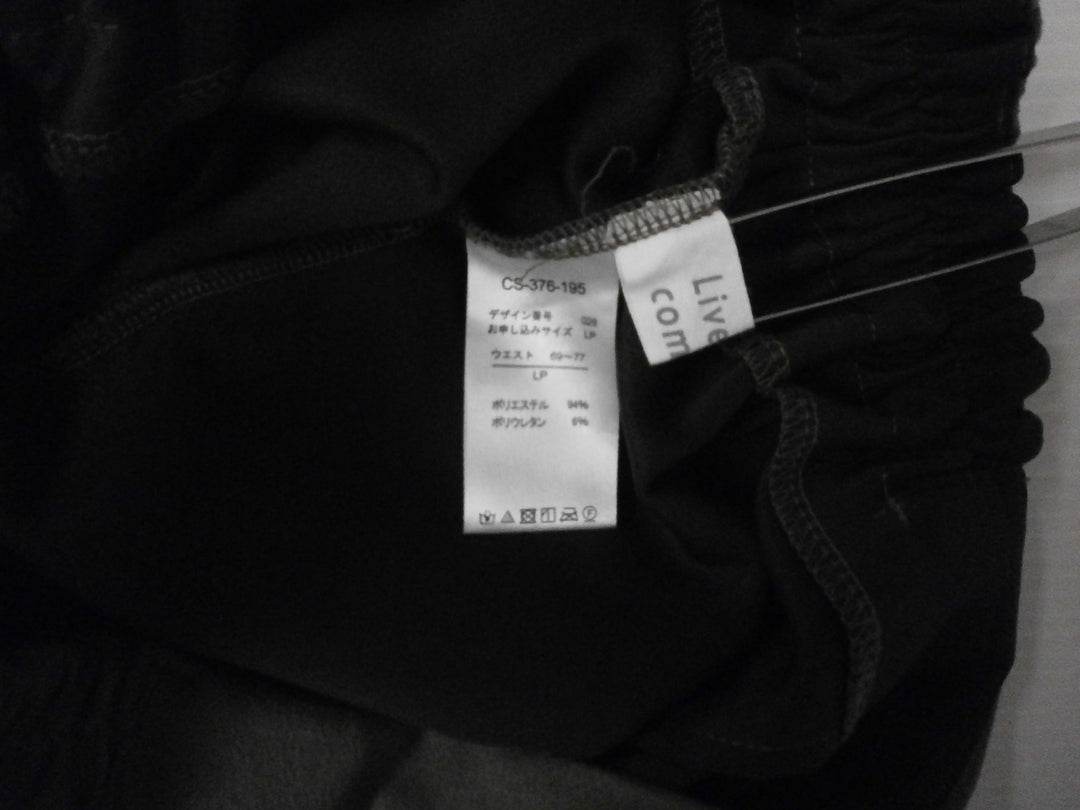 CS-376-195
デザイン番号 029
お申し込みサイズ LP
ウエスト 69〜77
LP
ポリエステル 94%
ポリウレタン 6%
Ⓕ
Live
com